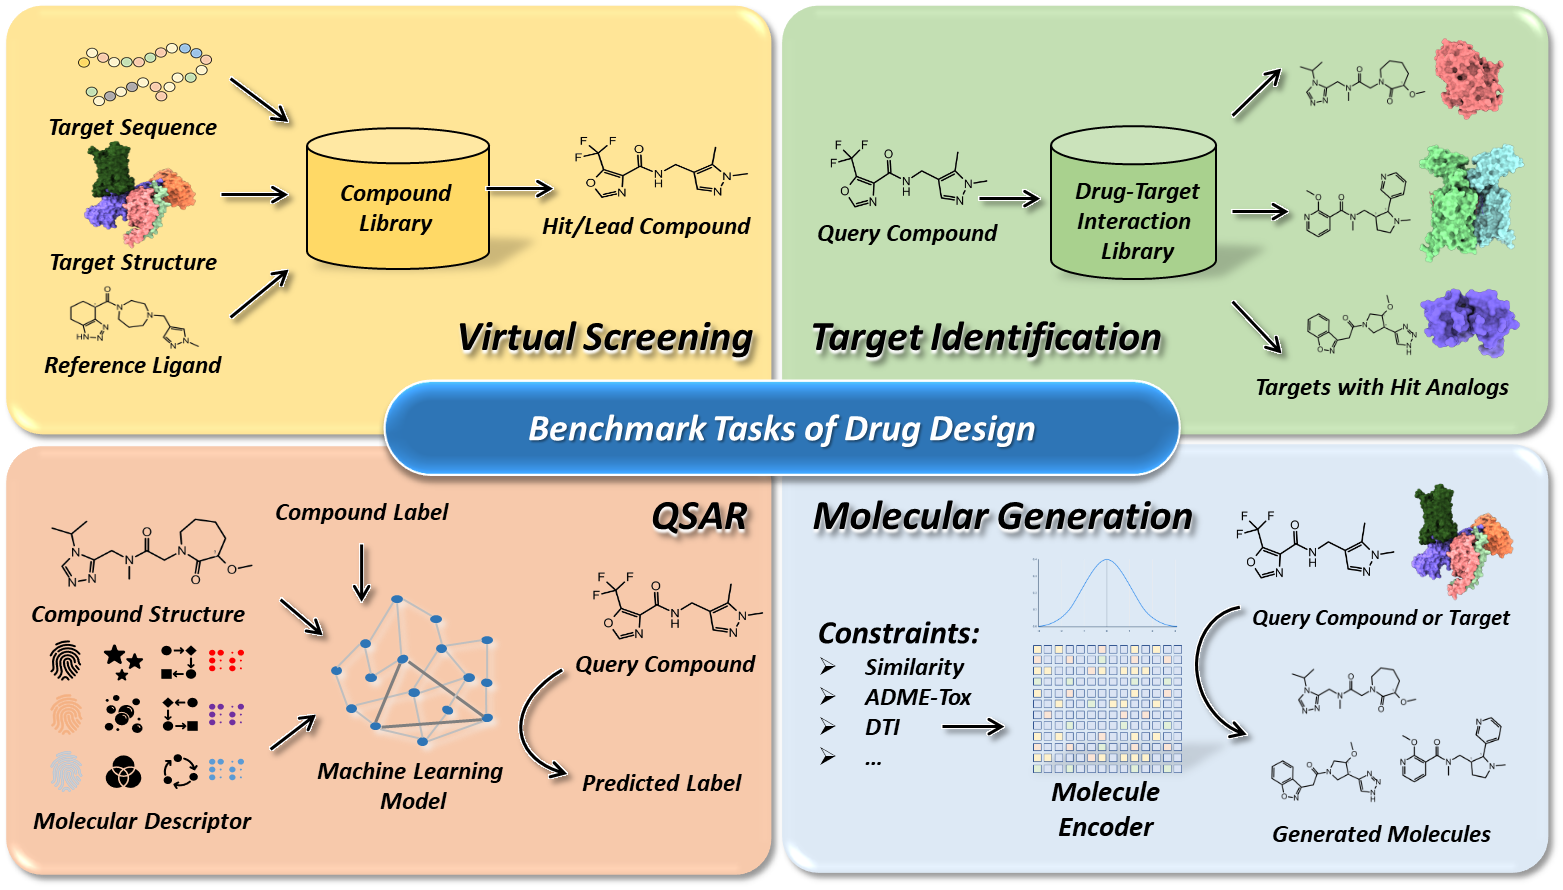 Target Sequence
Target Structure
Reference Ligand
Compound
Library
Hit/Lead Compound
Virtual Screening
Query Compound
Drug-Target
Interaction
Library
Targets with Hit Analogs
Target Identification
Benchmark Tasks of Drug Design
QSAR
Compound Label
Compound Structure
Molecular Descriptor
Machine Learning
Model
Query Compound
Predicted Label
Molecular Generation
Constraints:
Similarity
ADME-Tox
DTI
...
Molecule
Encoder
Query Compound or Target
Generated Molecules